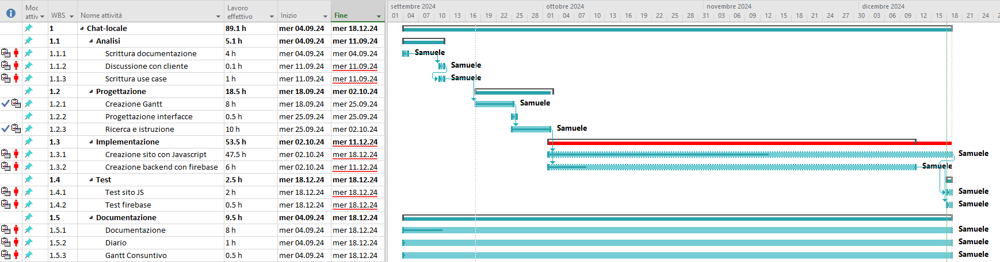 settembre 2024 ottobre 2024 novembre 2024 dicembre 2024
Mod attiv WBS Nome attività Lavoro effettivo Inizio Fine 01 04 07 10 13 16 19 22 25 28 01 04 07 10 13 16 19 22 25 28 31 03 06 09 12 15 18 21 24 27 30 03 06 09 12 15 18 21 24 27
1 Chat-locale 89.1 h mer 04.09.24 mer 18.12.24
1.1 Analisi 5.1 h mer 04.09.24 mer 11.09.24
1.1.1 Scrittura documentazione 4 h mer 04.09.24 mer 04.09.24 Samuele
1.1.2 Discussione con cliente 0.1 h mer 11.09.24 mer 11.09.24 Samuele
1.1.3 Scrittura use case 1 h mer 11.09.24 mer 11.09.24 Samuele
1.2 Progettazione 18.5 h mer 18.09.24 mer 02.10.24
1.2.1 Creazione Gantt 8 h mer 18.09.24 mer 25.09.24 Samuele
1.2.2 Progettazione interfacce 0.5 h mer 25.09.24 mer 25.09.24
1.2.3 Ricerca e istruzione 10 h mer 25.09.24 mer 02.10.24 Samuele
1.3 Implementazione 53.5 h mer 02.10.24 mer 11.12.24
1.3.1 Creazione sito con Javascript 47.5 h mer 02.10.24 mer 18.12.24 Samuele
1.3.2 Creazione backend con firebase 6 h mer 02.10.24 mer 11.12.24 Samuele
1.4 Test 2.5 h mer 18.12.24 mer 18.12.24
1.4.1 Test sito JS 2 h mer 18.12.24 mer 18.12.24 Samuele
1.4.2 Test firebase 0.5 h mer 18.12.24 mer 18.12.24 Samuele
1.5 Documentazione 9.5 h mer 04.09.24 mer 18.12.24
1.5.1 Documentazione 8 h mer 04.09.24 mer 18.12.24 Samuele
1.5.2 Diario 1 h mer 04.09.24 mer 18.12.24 Samuele
1.5.3 Gantt Consuntivo 0.5 h mer 04.09.24 mer 18.12.24 Samuele